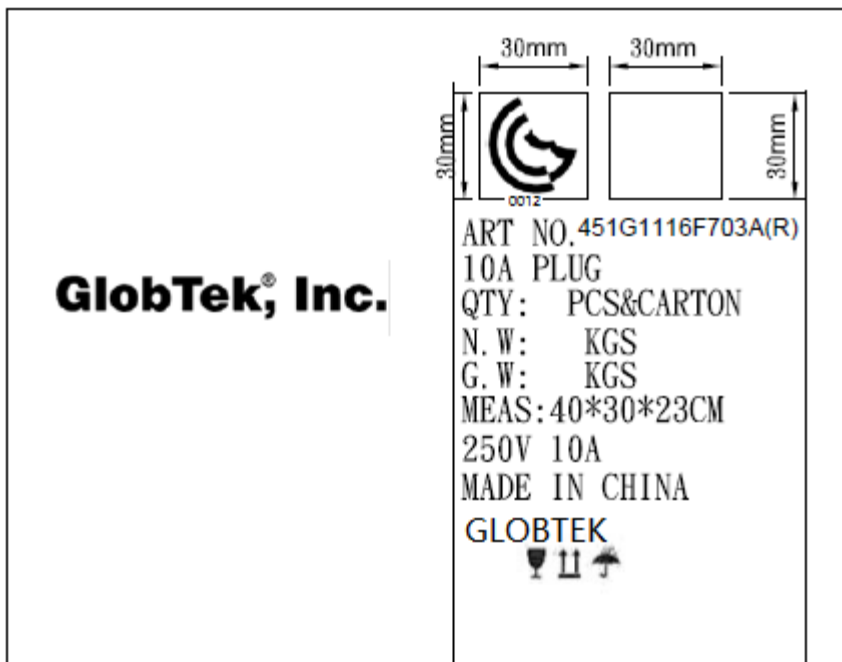 30mm 30mm
30mm 30mm
0012
ART NO. 451G1116F703A(R)
10A PLUG
GlobTek®, Inc.
QTY: PCS&CARTON
N.W: KGS
G.W: KGS
MEAS:40*30*23CM
250V 10A
MADE IN CHINA
GLOBTEK